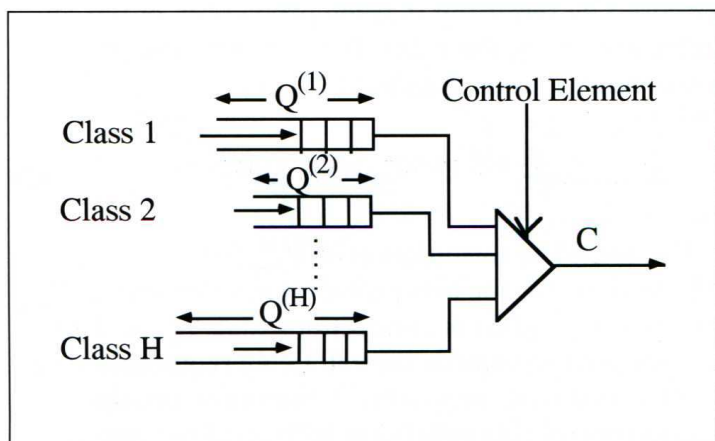 Q(1)
Control Element
Class 1
Q(2)
Class 2
C
Q(H)
Class H